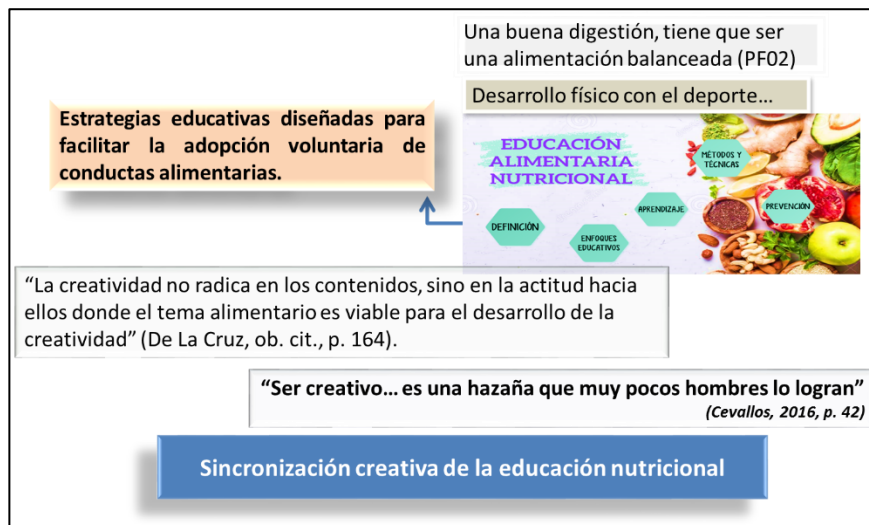 Una buena digestión, tiene que ser
una alimentación balanceada (PF02)
Desarrollo físico con el deporte...
Estrategias educativas diseñadas para
facilitar la adopción voluntaria de
conductas alimentarias.
EDUCACIÓN
ALIMENTARIA
NUTRICIONAL
MÉTODOS Y
TÉCNICAS
PREVENCIÓN
APRENDIZAJE
DEFINICIÓN
ENFOQUES
EDUCATIVOS
“La creatividad no radica en los contenidos, sino en la actitud hacia
ellos donde el tema alimentario es viable para el desarrollo de la
creatividad” (De La Cruz, ob. cit., p. 164).
“Ser creativo... es una hazaña que muy pocos hombres lo logran”
(Cevallos, 2016, p. 42)
Sincronización creativa de la educación nutricional